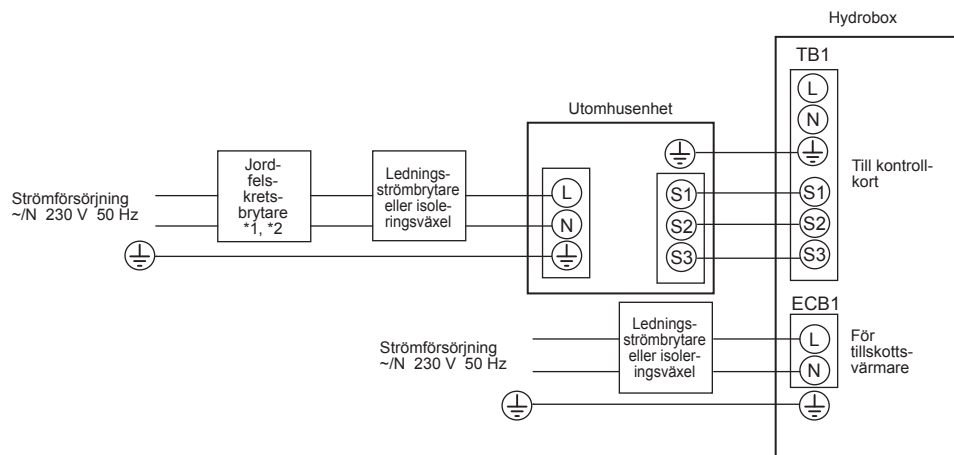 Hydrobox
TB1
L
N
Utomhusenhet
Jord-
fels-
krets-
brytare
*1, *2
Lednings-
strömbrytare
eller isole-
ringsväxel
Strömförsörjning
~/N 230 V 50 Hz
L
N
S1
S2
S3
S1
S2
S3
Till kontroll-
kort
ECB1
L
N
För
tillskotts-
värmare
Lednings-
strömbrytare
eller isoler-
ingsväxel
Strömförsörjning
~/N 230 V 50 Hz